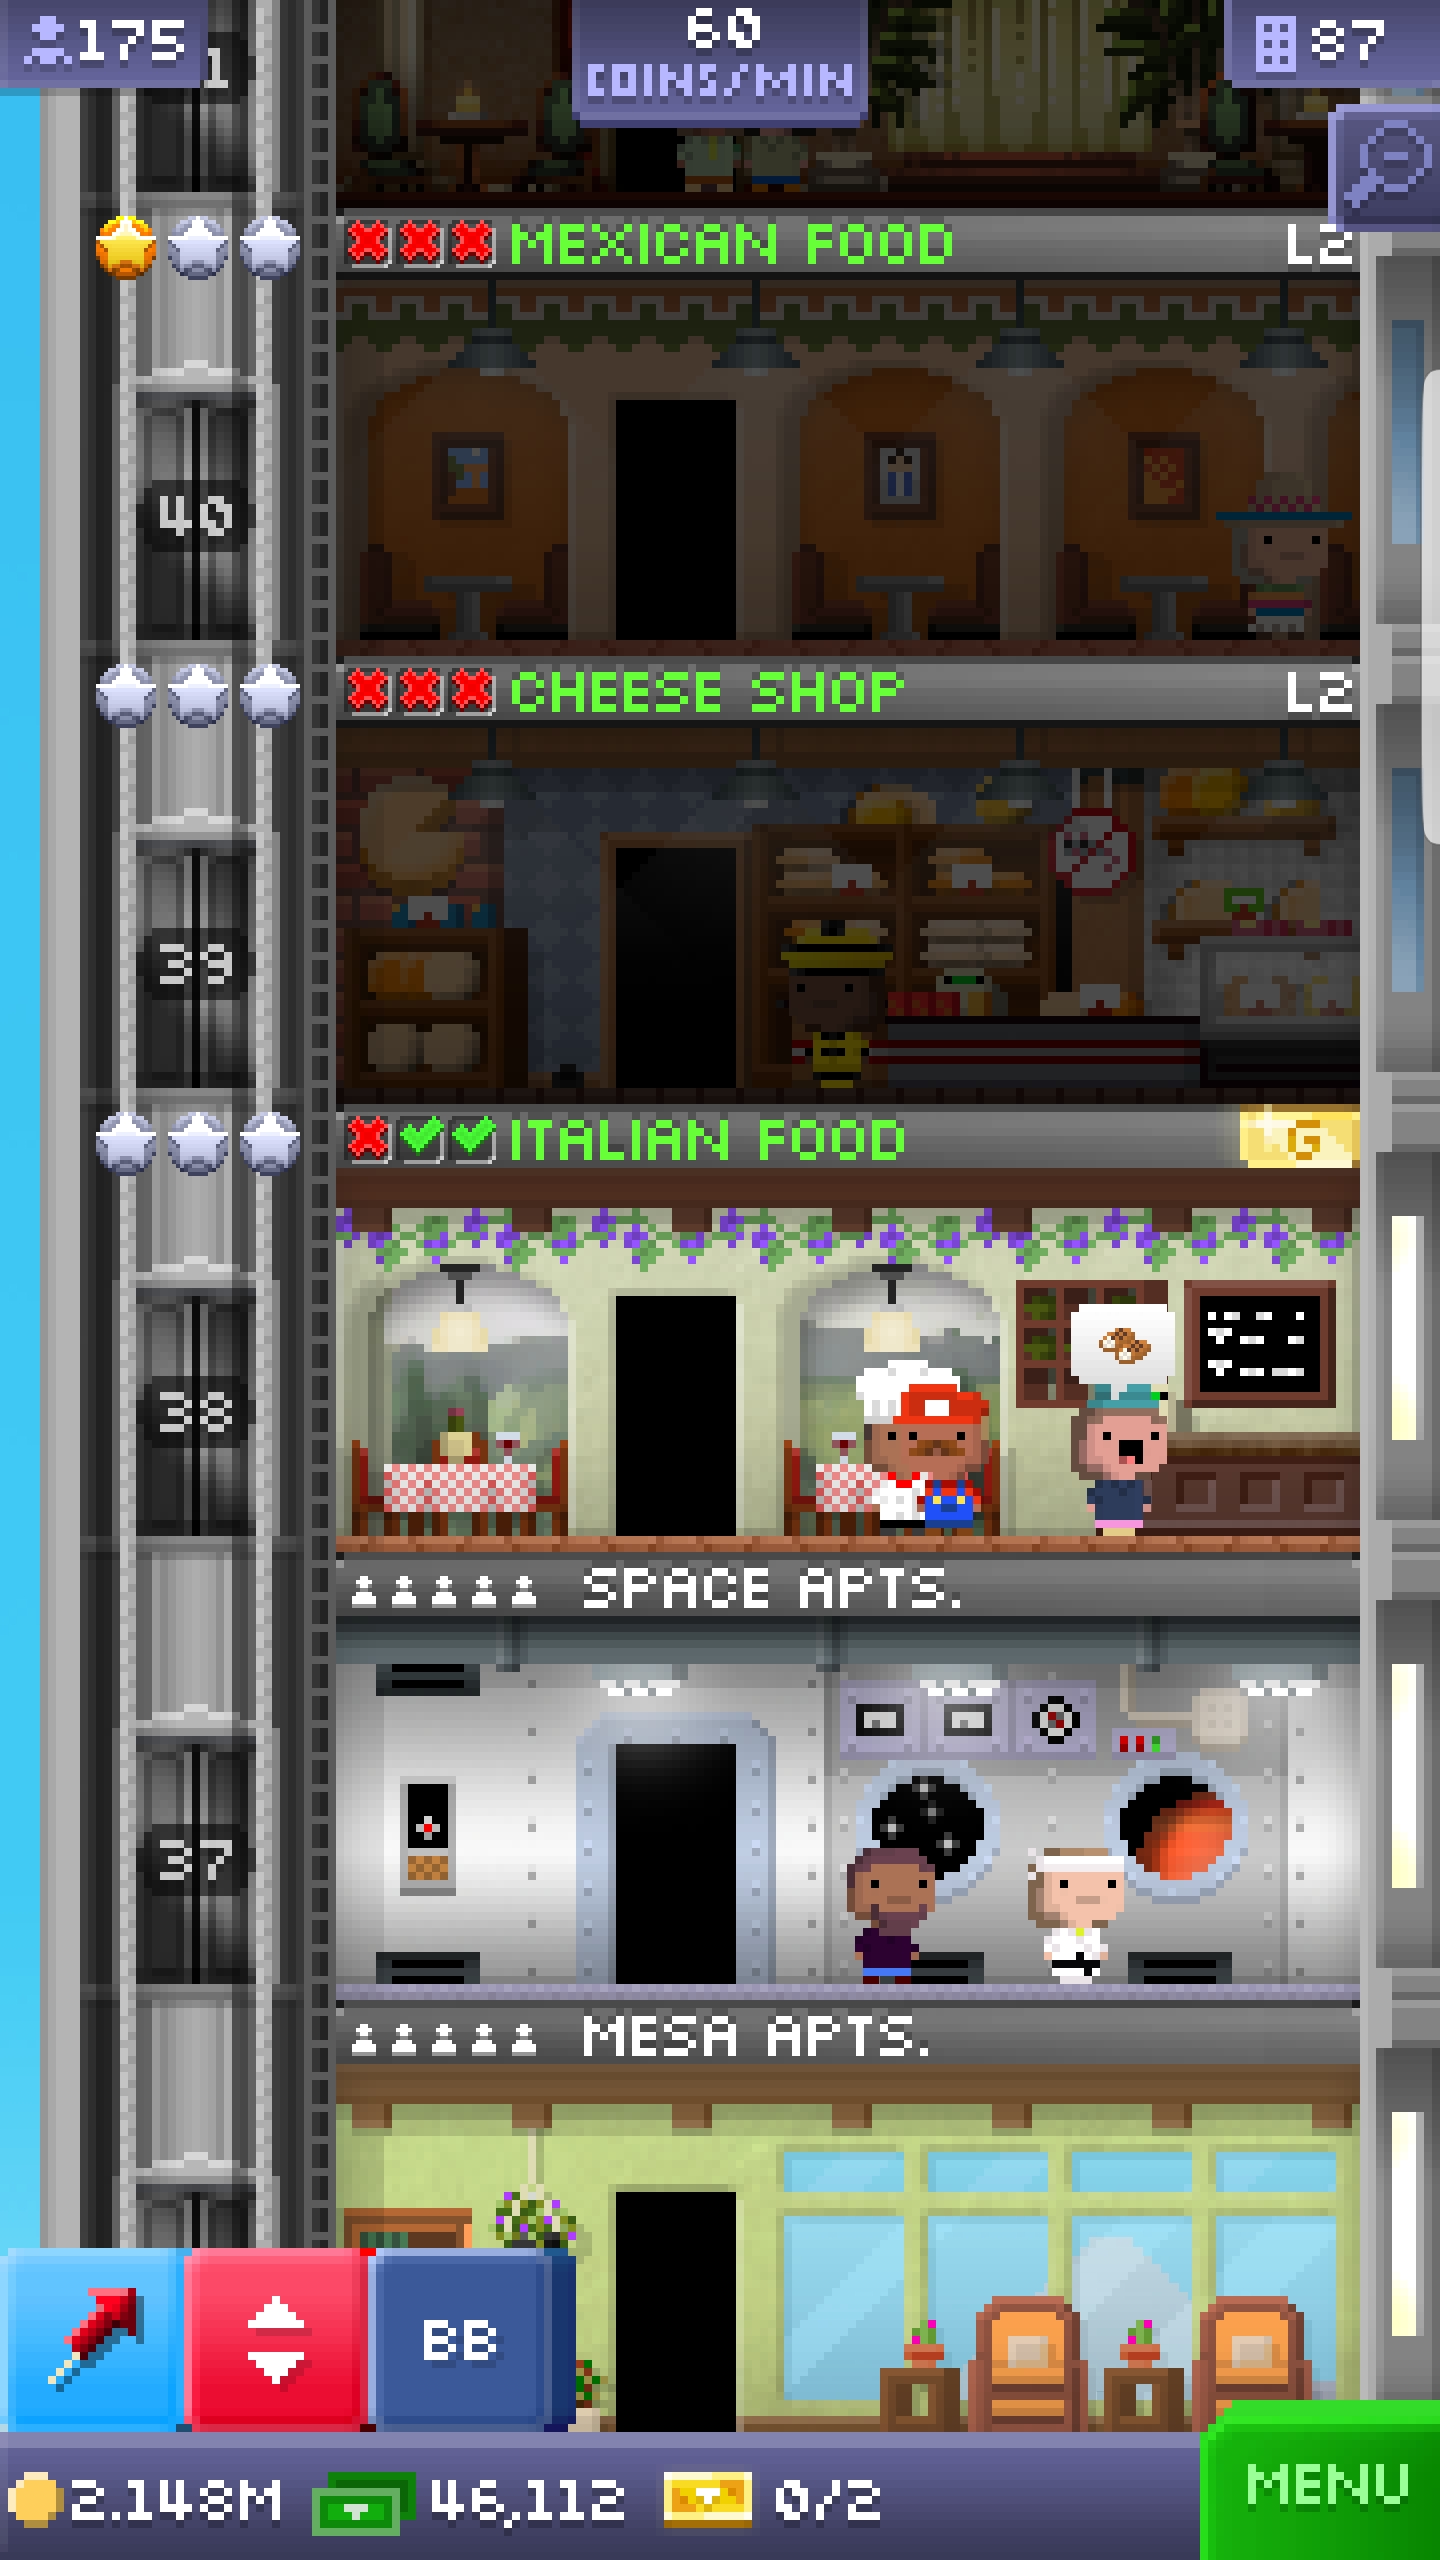 175
60
COINS/MIN
87
1
MEXICAN FOOD L2
40
CHEESE SHOP L2
39
ITALIAN FOOD G
38
SPACE APTS.
37
MESA APTS.
BB
2.148M 46,112 0/2
MENU